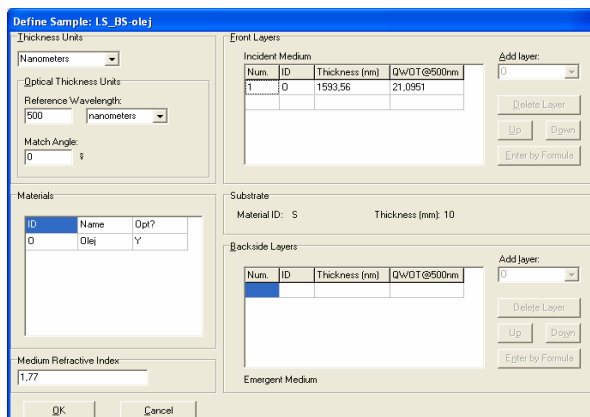 Define Sample: LS_BS-olej
Thickness Units
Nanometers
Optical Thickness Units
Reference Wavelength:
500 nanometers
Match Angle:
0 º
Front Layers
Incident Medium
Num. ID Thickness (nm) QWOT@500nm
1 O 1593,56 21,0951
Add layer:
O
Delete Layer
Up Down
Enter by Formula
Materials
ID Name Opt?
O Olej Y
Substrate
Material ID: S Thickness (mm): 10
Backside Layers
Num. ID Thickness (nm) QWOT@500nm
Emergent Medium
Add layer:
O
Delete Layer
Up Down
Enter by Formula
Medium Refractive Index
1,77
OK Cancel